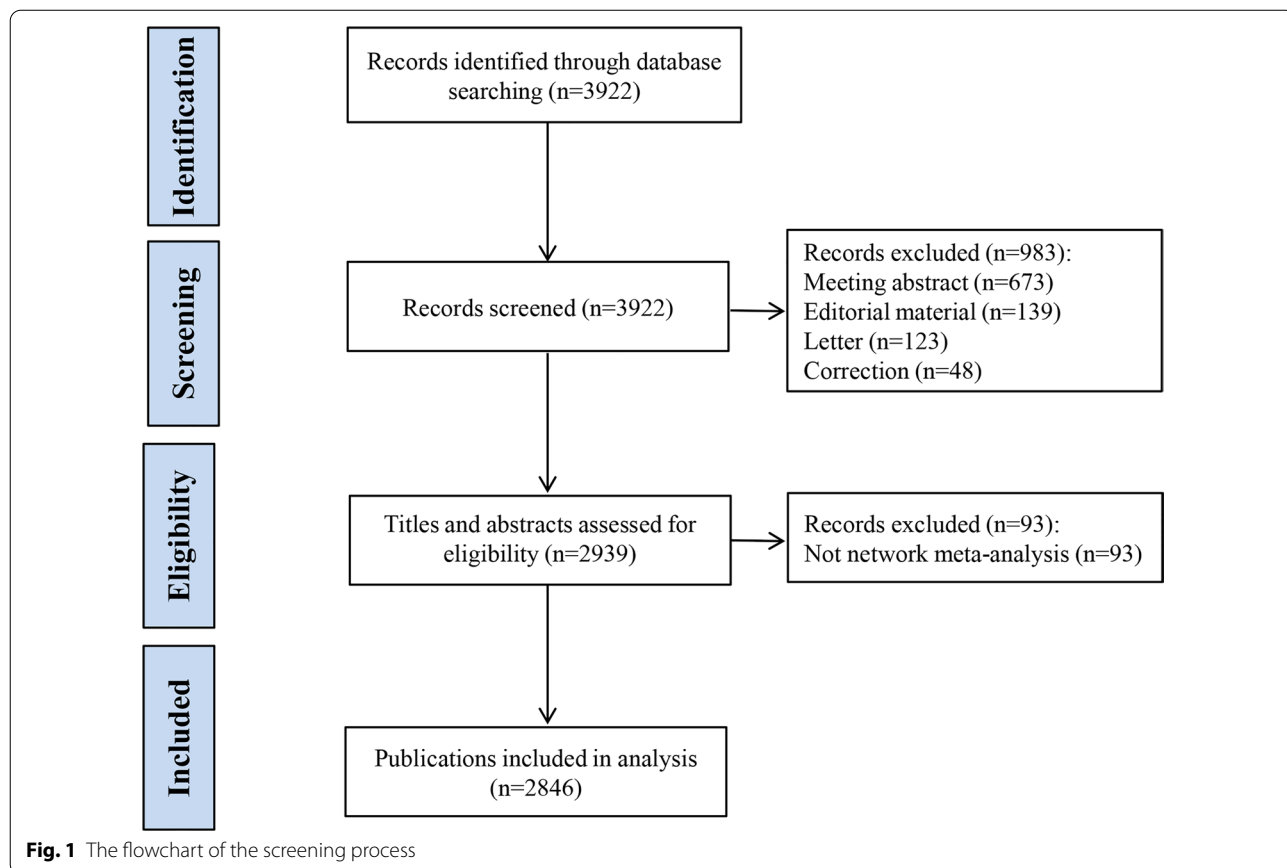 Identification
Records identified through database
searching (n=3922)
Screening
Records screened (n=3922)
Records excluded (n=983):
Meeting abstract (n=673)
Editorial material (n=139)
Letter (n=123)
Correction (n=48)
Eligibility
Titles and abstracts assessed for
eligibility (n=2939)
Records excluded (n=93):
Not network meta-analysis (n=93)
Included
Publications included in analysis
(n=2846)
Fig. 1 The flowchart of the screening process